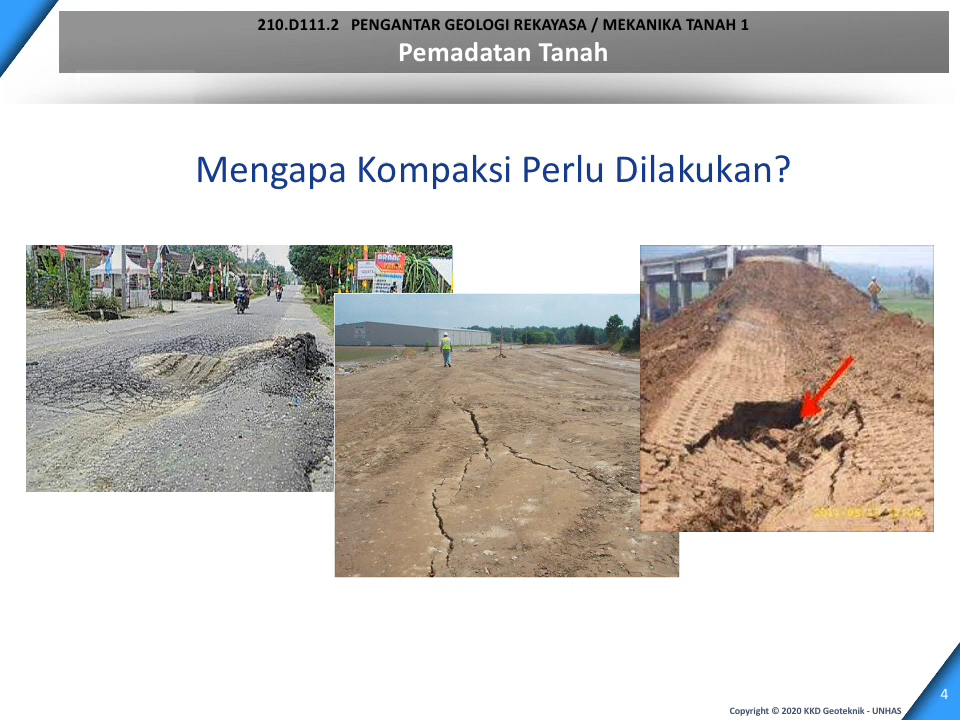 210.D111.2 PENGANTAR GEOLOGI REKAYASA / MEKANIKA TANAH 1
Pemadatan Tanah
Mengapa Kompaksi Perlu Dilakukan?
4
Copyright © 2020 KKD Geoteknik - UNHAS